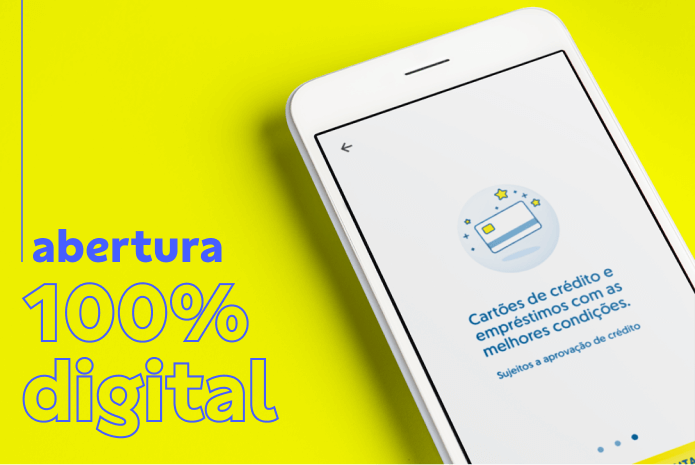 abertura
100%
digital
Cartões de crédito e
empréstimos com as
melhores condições.
Sujeitos a aprovação de crédito